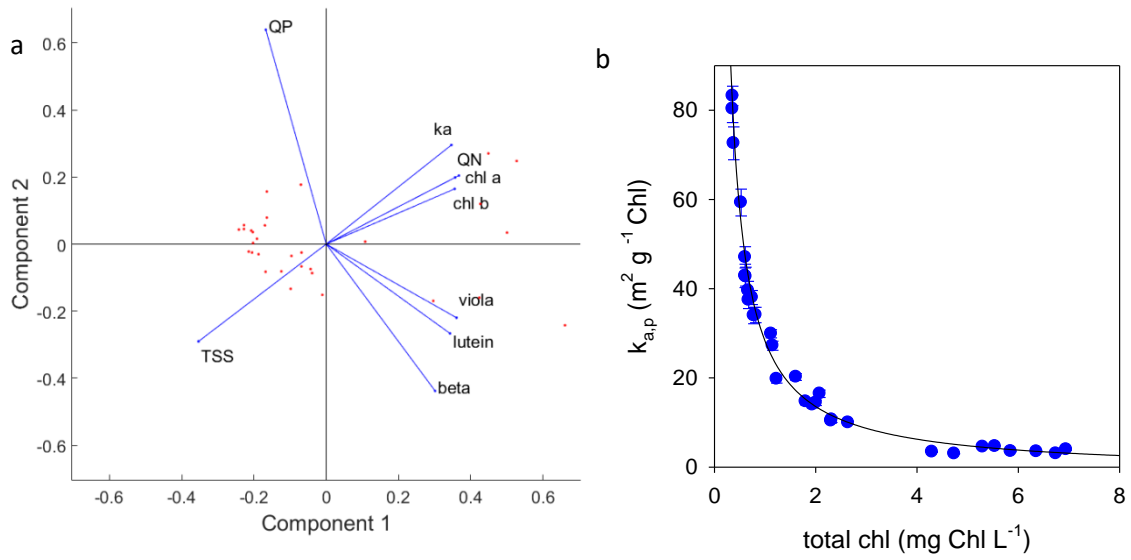 a
QP
ka
QN
chl a
chl b
viola
lutein
beta
TSS
0.6
0.4
0.2
0
-0.2
-0.4
-0.6
-0.6
-0.4
-0.2
0
0.2
0.4
0.6
Component 2
Component 1
b
80
60
40
20
0
0
2
4
6
8
k a,p (m² g ⁻¹ Chl)
total chl (mg Chl L⁻¹)